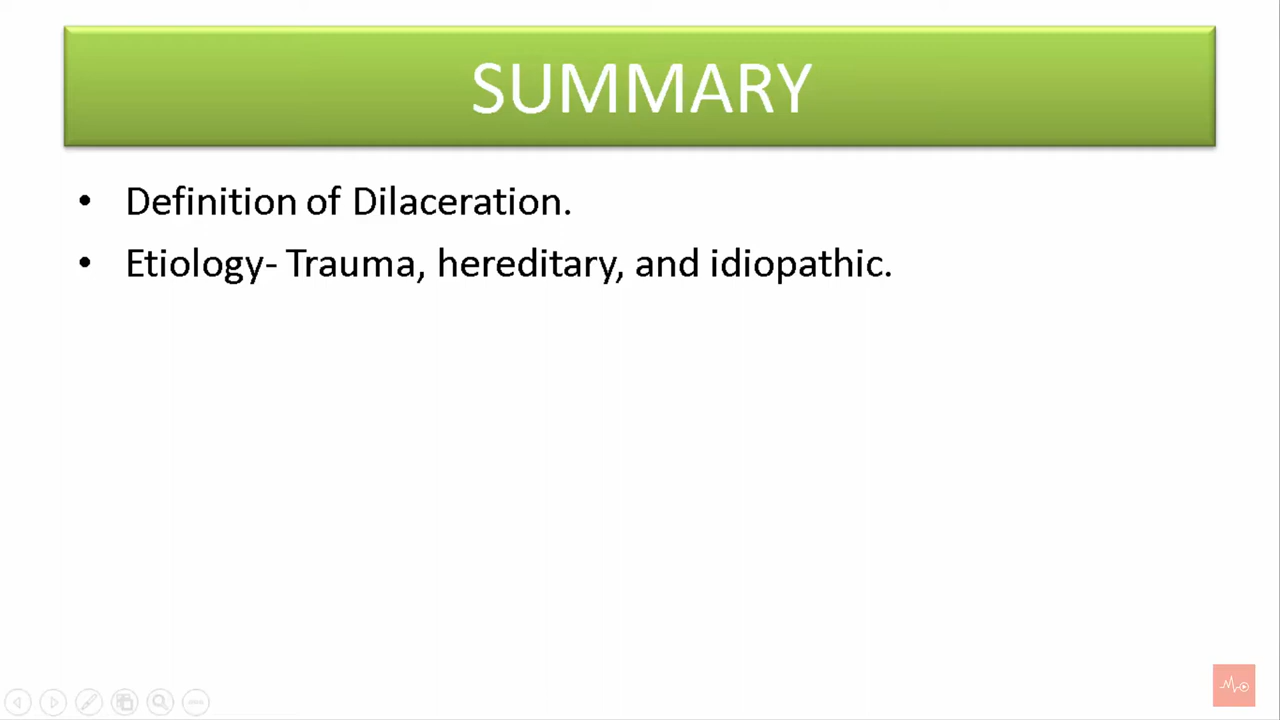 SUMMARY
• Definition of Dilaceration.
• Etiology- Trauma, hereditary, and idiopathic.